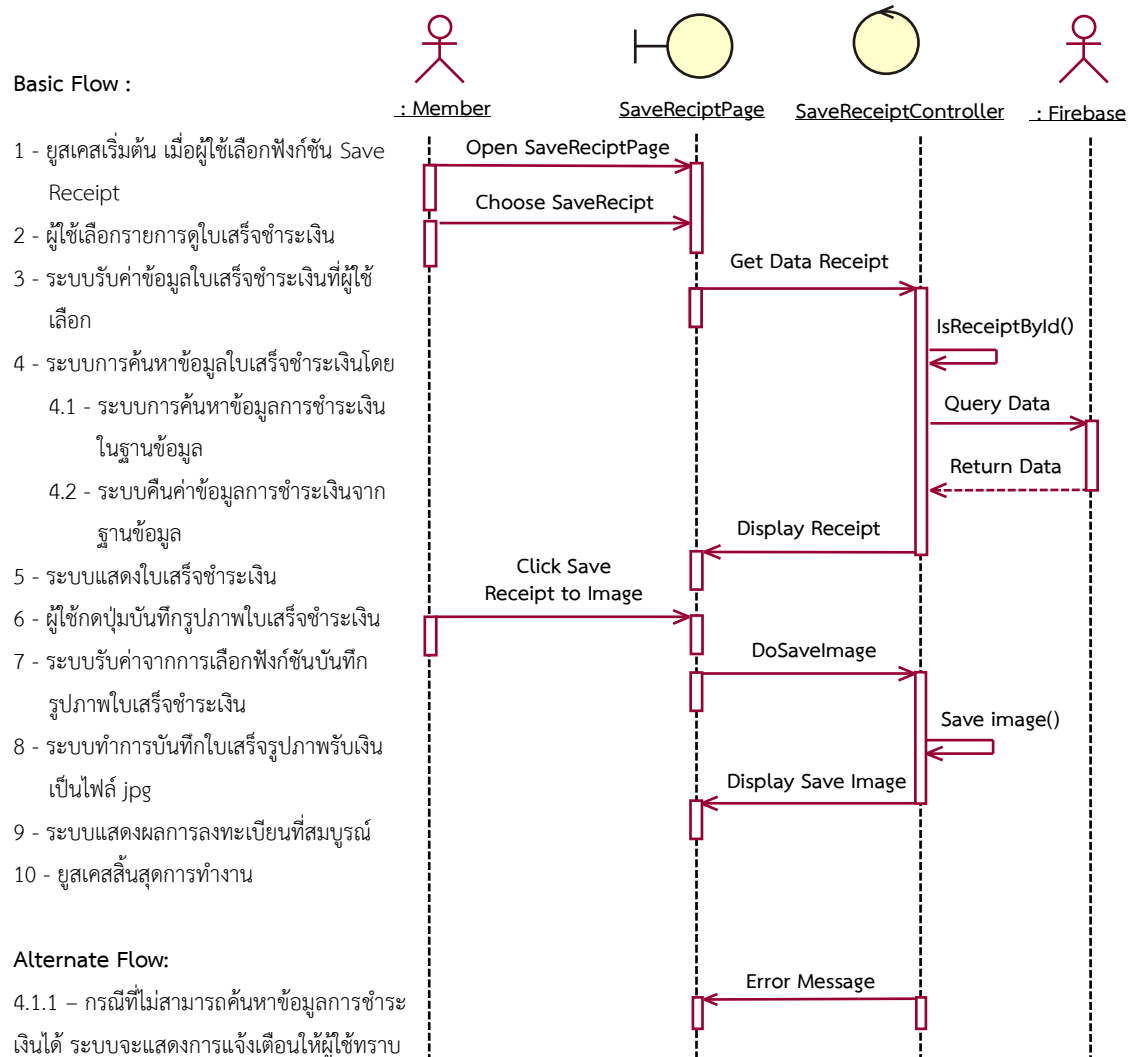 Basic Flow :
1 - ยูสเคสเริ่มต้น เมื่อผู้ใช้เลือกฟังก์ชัน Save
Receipt
2 - ผู้ใช้เลือกรายการดูใบเสร็จชำระเงิน
3 - ระบบรับค่าข้อมูลใบเสร็จชำระเงินที่ผู้ใช้
เลือก
4 - ระบบการค้นหาข้อมูลใบเสร็จชำระเงินโดย
4.1 - ระบบการค้นหาข้อมูลการชำระเงิน
ในฐานข้อมูล
4.2 - ระบบคืนค่าข้อมูลการชำระเงินจาก
ฐานข้อมูล
5 - ระบบแสดงใบเสร็จชำระเงิน
6 - ผู้ใช้กดปุ่มบันทึกรูปภาพใบเสร็จชำระเงิน
7 - ระบบรับค่าจากการเลือกฟังก์ชันบันทึก
รูปภาพใบเสร็จชำระเงิน
8 - ระบบทำการบันทึกใบเสร็จรูปภาพรับเงิน
เป็นไฟล์ jpg
9 - ระบบแสดงผลการลงทะเบียนที่สมบูรณ์
10 - ยูสเคสสิ้นสุดการทำงาน
Alternate Flow:
4.1.1 – กรณีที่ไม่สามารถค้นหาข้อมูลการชำระ
เงินได้ ระบบจะแสดงการแจ้งเตือนให้ผู้ใช้ทราบ
: Member
SaveReciptPage
SaveReceiptController
: Firebase
Open SaveReciptPage
Choose SaveRecipt
Get Data Receipt
IsReceiptById()
Query Data
Return Data
Display Receipt
Click Save
Receipt to Image
DoSaveImage
Save image()
Display Save Image
Error Message